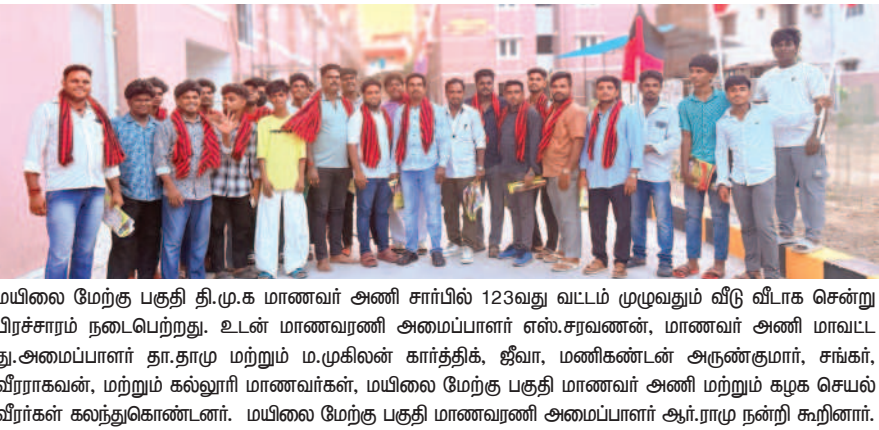 மயிலை மேற்கு பகுதி தி.மு.க மாணவர் அணி சார்பில் 123வது வட்டம் முழுவதும் வீடு வீடாக சென்று
பிரச்சாரம் நடைபெற்றது. உடன் மாணவரணி அமைப்பாளர் எஸ்.சரவணன், மாணவர் அணி மாவட்ட
து.அமைப்பாளர் தா.தாமு மற்றும் ம.முகிலன் கார்த்திக், ஜீவா, மணிகண்டன் அருண்குமார், சங்கர்,
வீரராகவன், மற்றும் கல்லூரி மாணவர்கள், மயிலை மேற்கு பகுதி மாணவர் அணி மற்றும் கழக செயல்
வீரர்கள் கலந்துகொண்டனர். மயிலை மேற்கு பகுதி மாணவரணி அமைப்பாளர் ஆர்.ராமு நன்றி கூறினார்.